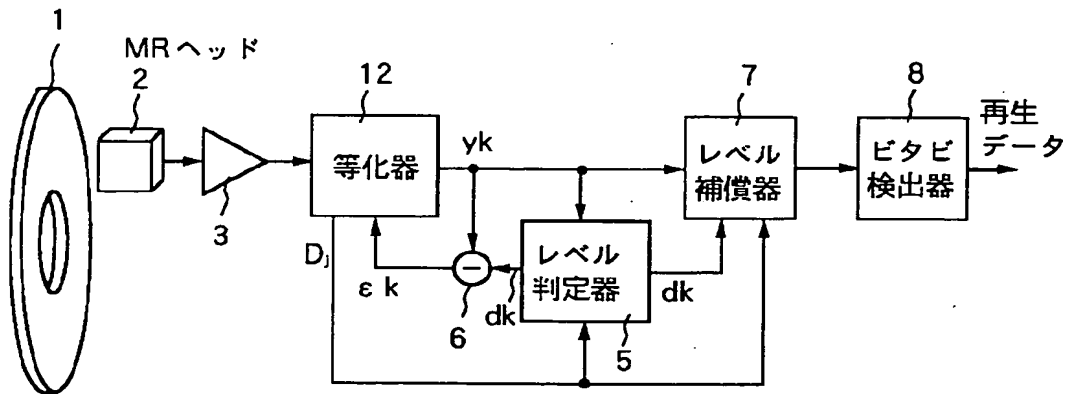 1
MRヘッド
2
3
12
等化器
yk
Dj
εk
6
dk
レベル
判定器
5
dk
7
レベル
補償器
8
ビタビ
検出器
再生
データ